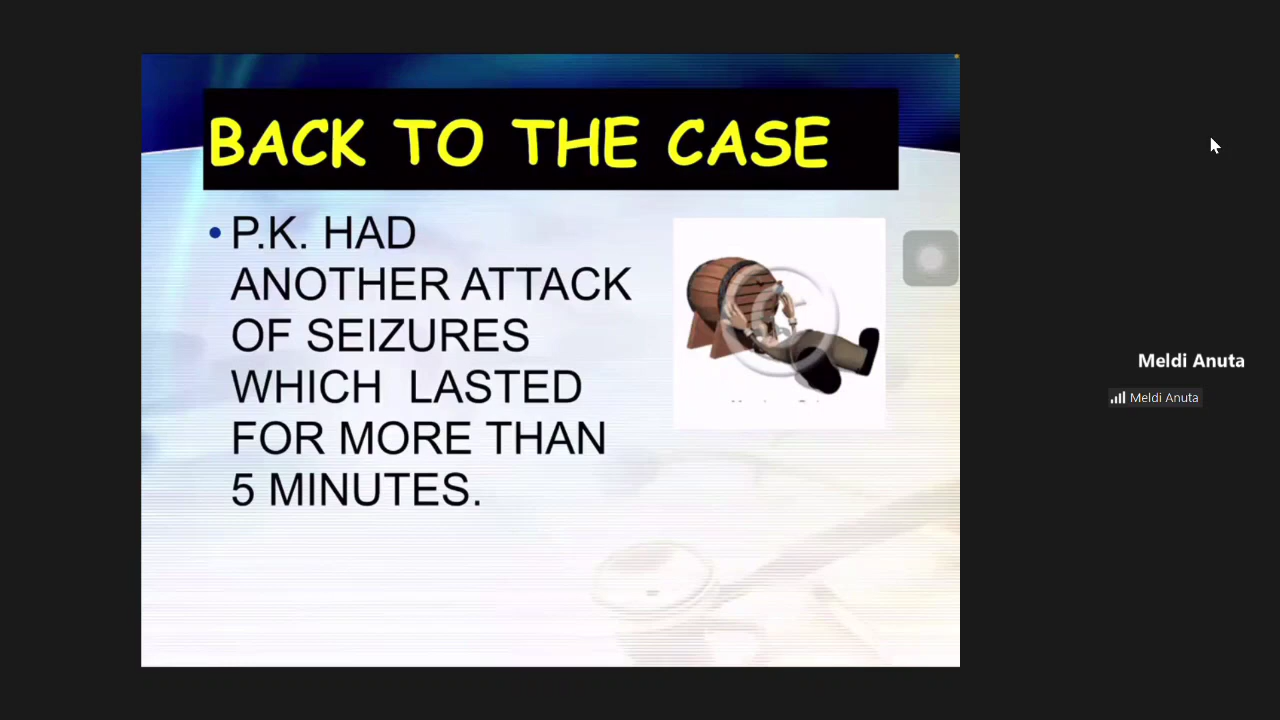 BACK TO THE CASE
• P.K. HAD
ANOTHER ATTACK
OF SEIZURES
WHICH LASTED
FOR MORE THAN
5 MINUTES.
Meldi Anuta
Meldi Anuta